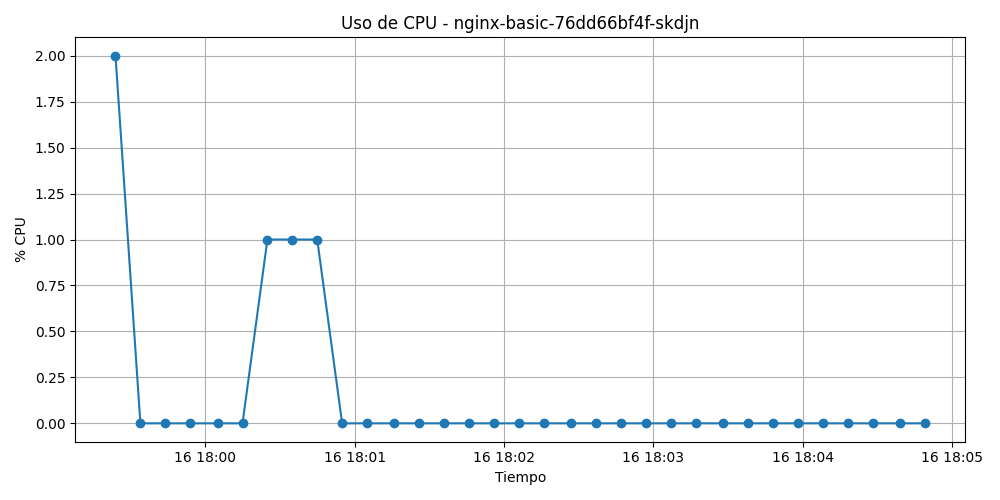 Uso de CPU - nginx-basic-76dd66bf4f-skdjn
% CPU
2.00
1.75
1.50
1.25
1.00
0.75
0.50
0.25
0.00
16 18:00 16 18:01 16 18:02 16 18:03 16 18:04 16 18:05
Tiempo